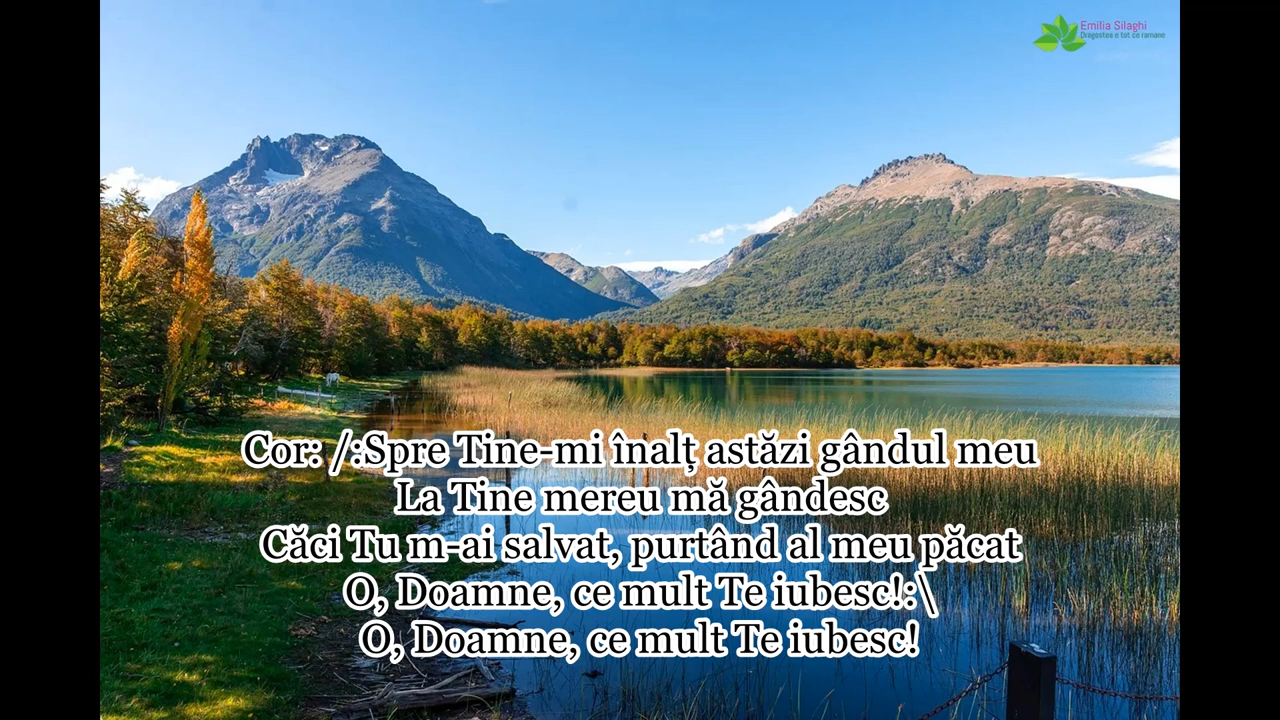 Emilia Silaghi
Dragostea e tot ce ramane
Cor: /:Spre Tine-mi înalț astăzi gândul meu
La Tine mereu mă gândesc
Căci Tu m-ai salvat, purtând al meu păcat
O, Doamne, ce mult Te iubesc!:\
O, Doamne, ce mult Te iubesc!